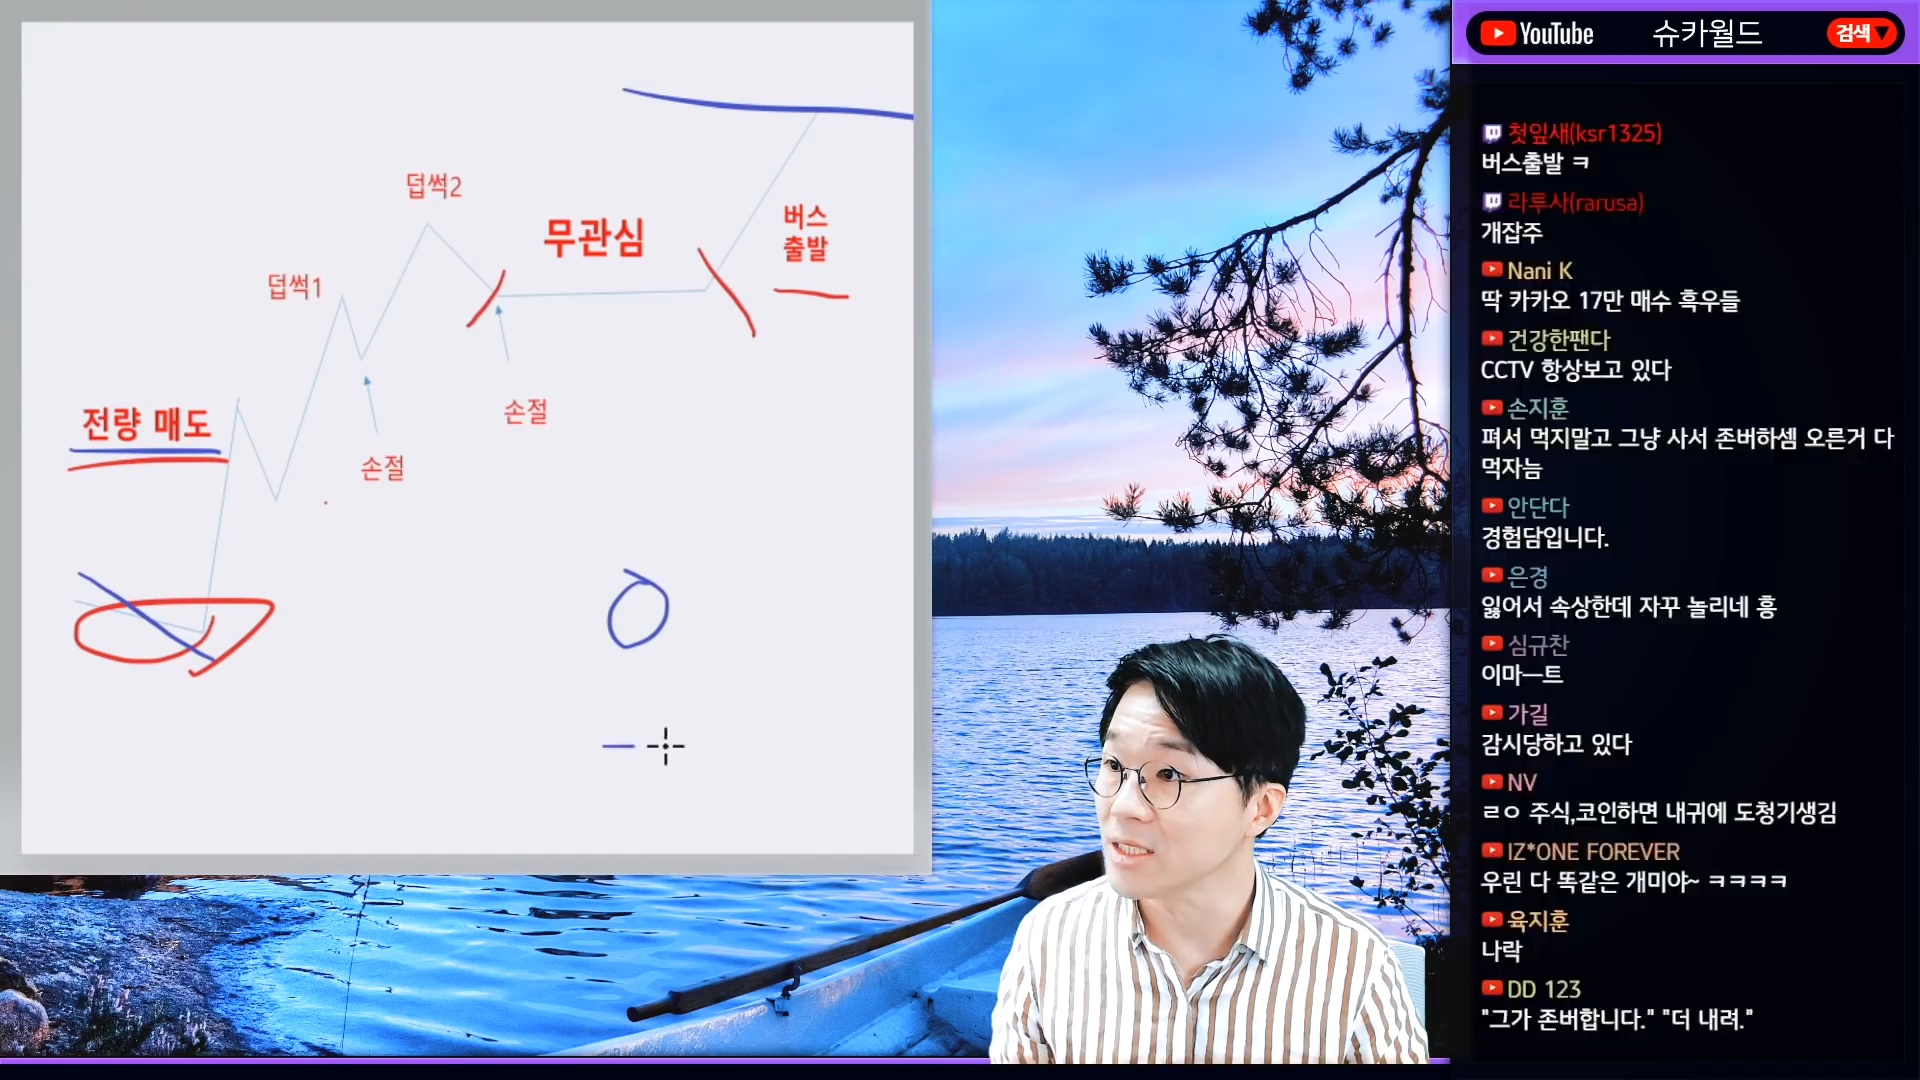 덥썩2
무관심
버스
출발
덥썩1
전량 매도
손절
손절
YouTube 슈카월드 검색▼
첫잎새(ksr1325)
버스출발 ㅋ
라루사(rarusa)
개잡주
Nani K
딱 카카오 17만 매수 흑우들
건강한팬다
CCTV 항상보고 있다
손지훈
펴서 먹지말고 그냥 사서 존버하셈 오른거 다
먹자늠
안단다
경험담입니다.
은경
잃어서 속상한데 자꾸 놀리네 흥
심규찬
이마ㅡ트
가길
감시당하고 있다
NV
ㄹㅇ 주식,코인하면 내귀에 도청기생김
IZ*ONE FOREVER
우린 다 똑같은 개미야~ ㅋㅋㅋㅋ
육지훈
나락
DD 123
"그가 존버합니다." "더 내려."